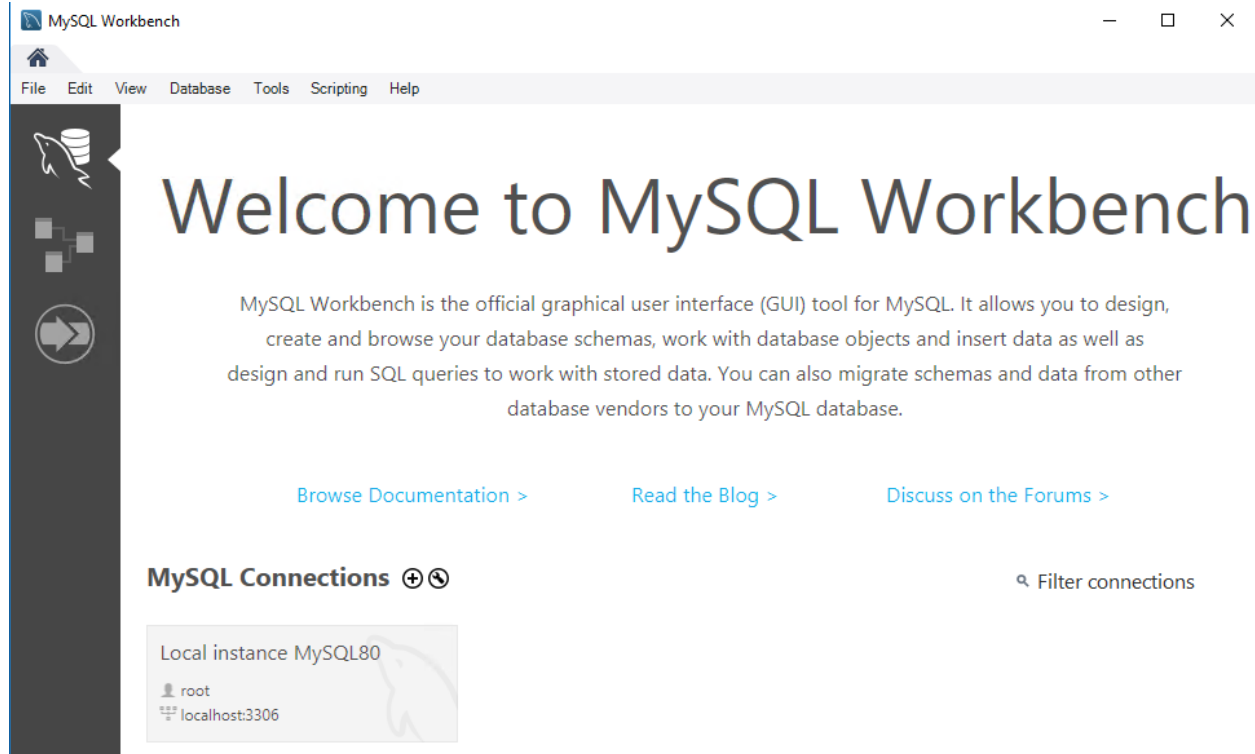 MySQL Workbench
File Edit View Database Tools Scripting Help
Welcome to MySQL Workbench
MySQL Workbench is the official graphical user interface (GUI) tool for MySQL. It allows you to design,
create and browse your database schemas, work with database objects and insert data as well as
design and run SQL queries to work with stored data. You can also migrate schemas and data from other
database vendors to your MySQL database.
Browse Documentation > Read the Blog > Discuss on the Forums >
MySQL Connections Filter connections
Local instance MySQL80
root
localhost:3306